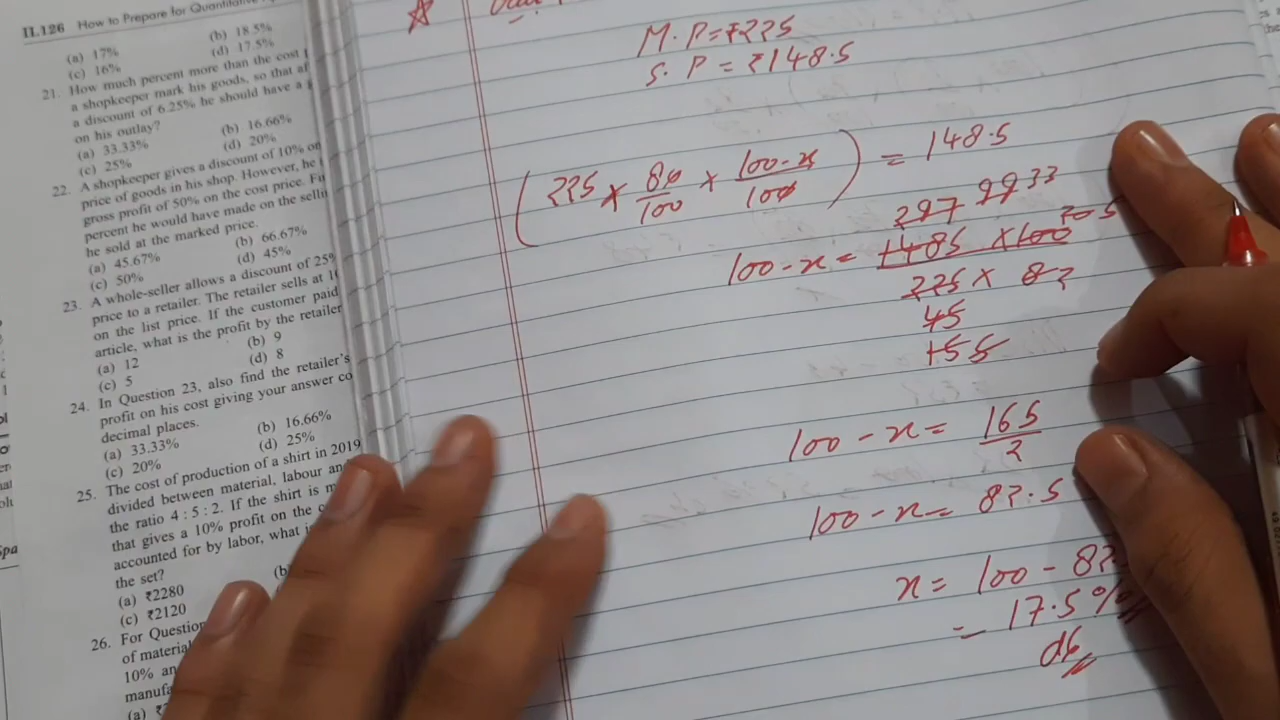 II.126 How to Prepare for Quantitative
(a) 17%
(b) 18.5%
(c) 16%
(d) 17.5%
21. How much percent more than the cost
a shopkeeper mark his goods, so that af
a discount of 6.25% he should have a
on his outlay?
(a) 33.33%
(b) 16.66%
(c) 25%
(d) 20%
22. A shopkeeper gives a discount of 10% on
price of goods in his shop. However, he
gross profit of 50% on the cost price. Fi
percent he would have made on the selli
he sold at the marked price.
(a) 45.67%
(b) 66.67%
(c) 50%
(d) 45%
23. A whole-seller allows a discount of 25%
price to a retailer. The retailer sells at 1
on the list price. If the customer paid
article, what is the profit by the retailer
(a) 12
(b) 9
(c) 5
(d) 8
24. In Question 23, also find the retailer's
profit on his cost giving your answer co
decimal places.
(a) 33.33%
(b) 16.66%
(c) 20%
(d) 25%
25. The cost of production of a shirt in 2019
divided between material, labour an
the ratio 4 : 5 : 2. If the shirt is m
that gives a 10% profit on the c
accounted for by labor, what i
the set?
(a) ₹2280
(b)
(c) ₹2120
26. For Question
of material
10% an
manufa
(a) ₹
M.P=₹225
S.P = ₹148.5
(225 × 80/100 × 100-x/100) = 148.5
297 99 33
100-x = 1485 ×100 20 5
225 × 82
45
155
100-x = 165/2
100-x= 82.5
x= 100 - 82.
= 17.5%